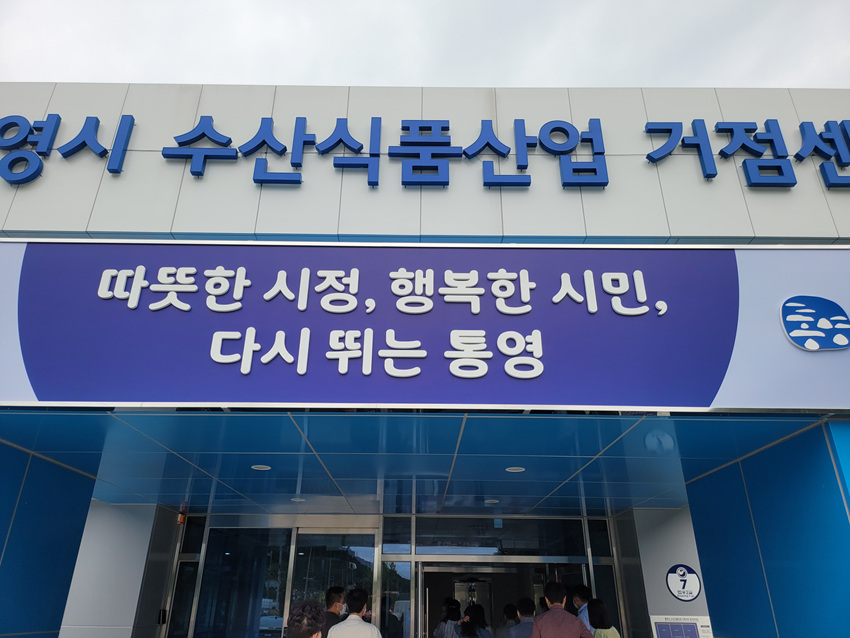 영시 수산식품산업 거점센
따뜻한 시정, 행복한 시민,
다시 뛰는 통영
7